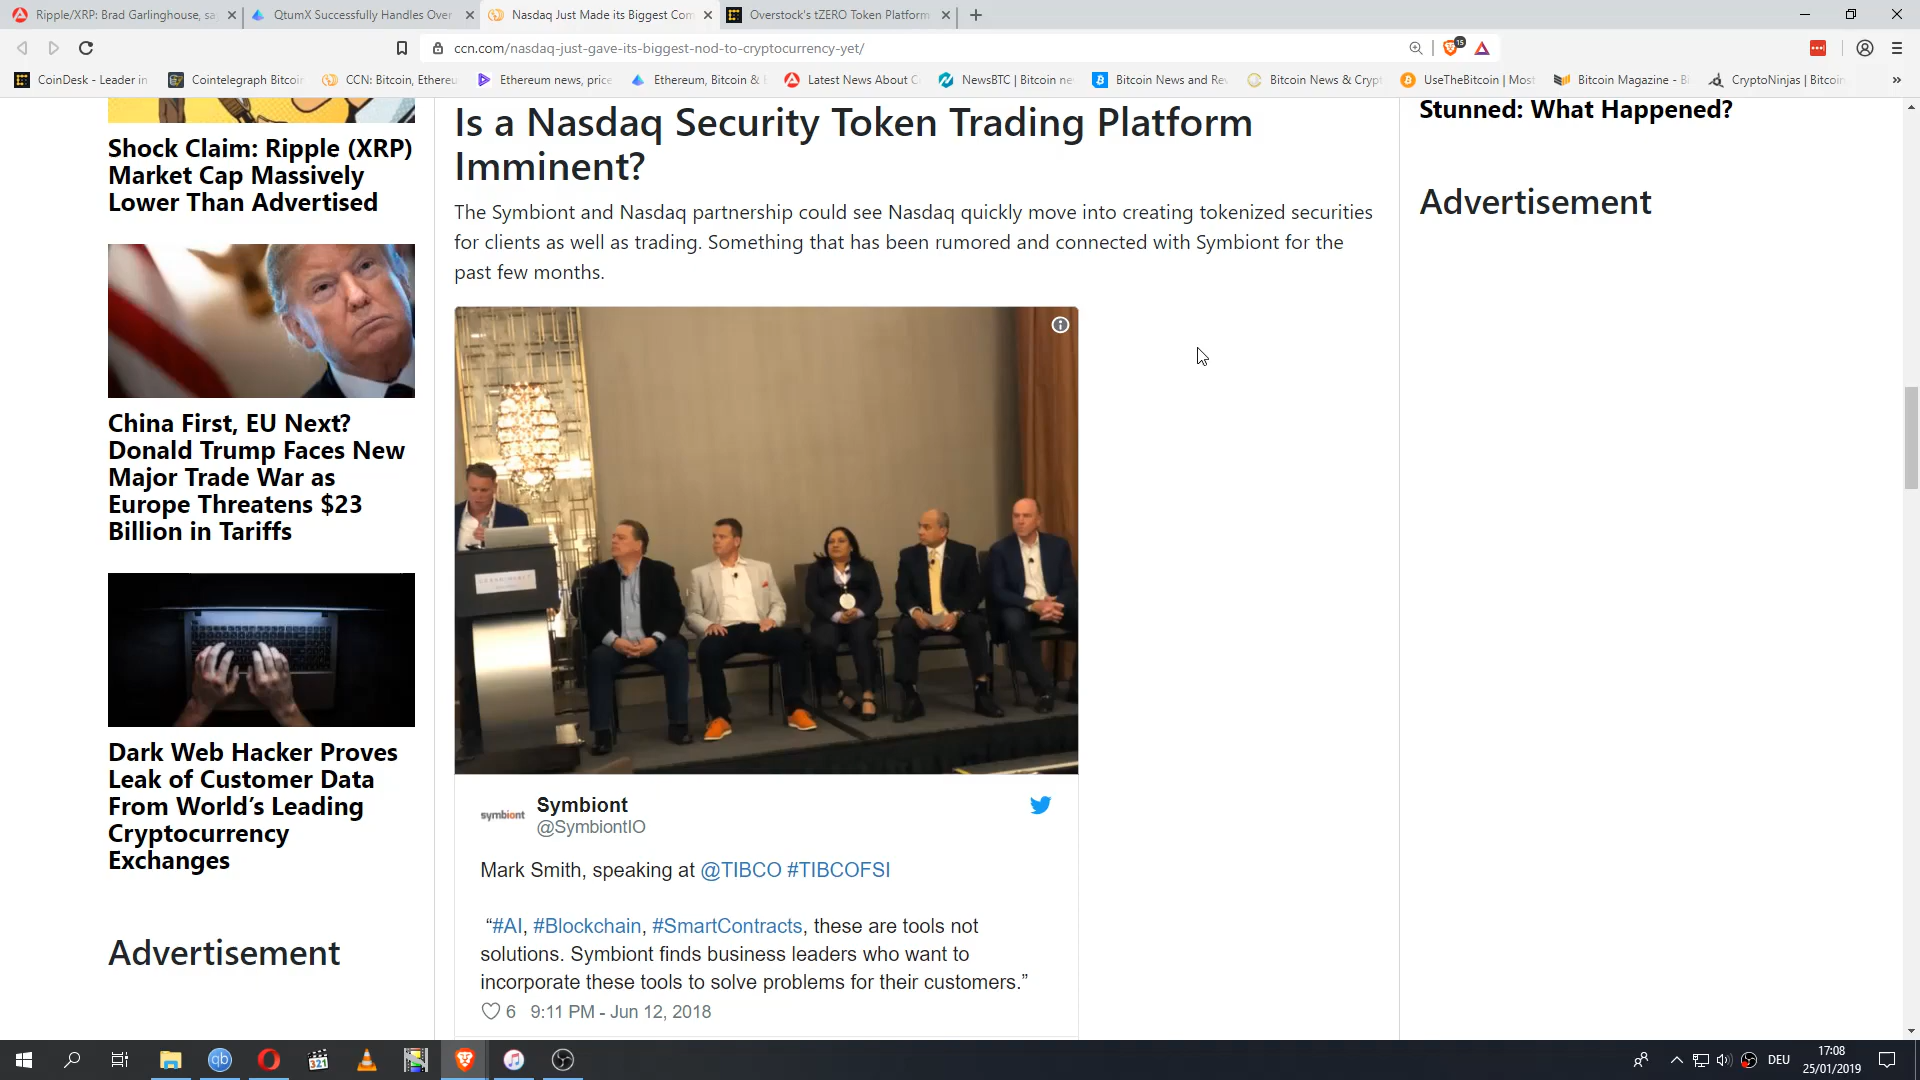 Ripple/XRP: Brad Garlinghouse, sa
QtumX Successfully Handles Over
Nasdaq Just Made its Biggest Com
Overstock's tZERO Token Platform
ccn.com/nasdaq-just-gave-its-biggest-nod-to-cryptocurrency-yet/
15
CoinDesk - Leader in
Cointelegraph Bitcoin
CCN: Bitcoin, Ethereu
Ethereum news, price
Ethereum, Bitcoin &
Latest News About C
NewsBTC | Bitcoin ne
Bitcoin News and Re
Bitcoin News & Crypt
UseTheBitcoin | Most
Bitcoin Magazine - B
CryptoNinjas | Bitcoin
»
Shock Claim: Ripple (XRP)
Market Cap Massively
Lower Than Advertised
China First, EU Next?
Donald Trump Faces New
Major Trade War as
Europe Threatens $23
Billion in Tariffs
Dark Web Hacker Proves
Leak of Customer Data
From World’s Leading
Cryptocurrency
Exchanges
Advertisement
Is a Nasdaq Security Token Trading Platform
Imminent?
The Symbiont and Nasdaq partnership could see Nasdaq quickly move into creating tokenized securities
for clients as well as trading. Something that has been rumored and connected with Symbiont for the
past few months.
symbiont
Symbiont
@SymbiontIO
Mark Smith, speaking at @TIBCO #TIBCOFSI
“#AI, #Blockchain, #SmartContracts, these are tools not
solutions. Symbiont finds business leaders who want to
incorporate these tools to solve problems for their customers.”
6 9:11 PM - Jun 12, 2018
Stunned: What Happened?
Advertisement
qb
321
DEU
17:08
25/01/2019